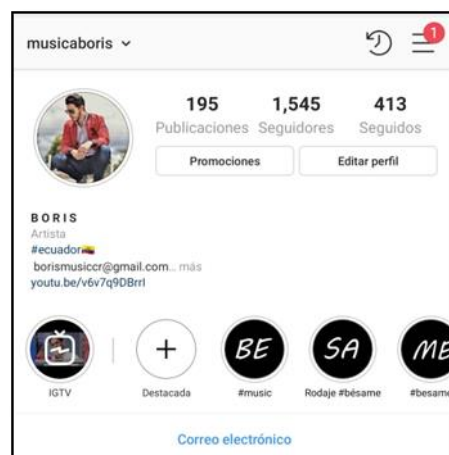 musicaboris
1
195 1,545 413
Publicaciones Seguidores Seguidos
Promociones Editar perfil
BORIS
Artista
#ecuador🇪🇨
borismusiccr@gmail.com... más
youtu.be/v6v7q9DBrrI
BE SA ME
IGTV Destacada #music Rodaje #bésame #besame
Correo electrónico